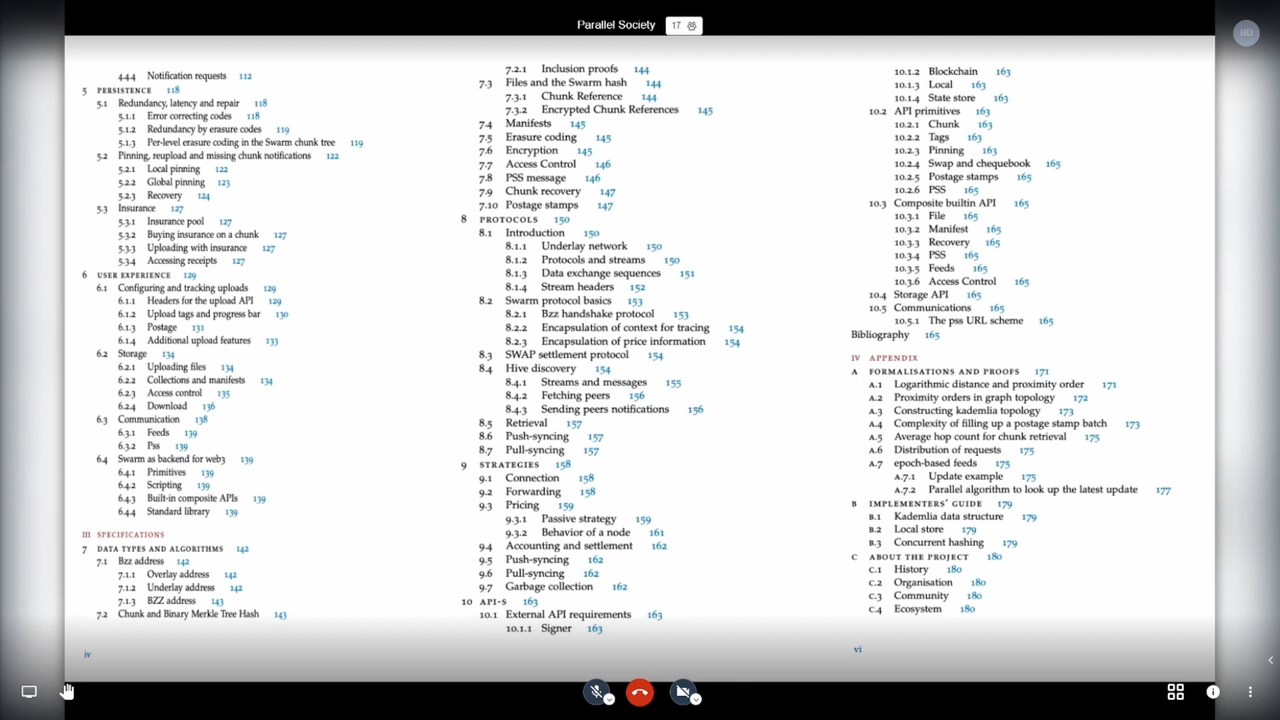 Parallel Society 17
HD
4.4.4 Notification requests 112
5 PERSISTENCE 118
5.1 Redundancy, latency and repair 118
5.1.1 Error correcting codes 118
5.1.2 Redundancy by erasure codes 119
5.1.3 Per-level erasure coding in the Swarm chunk tree 119
5.2 Pinning, reupload and missing chunk notifications 122
5.2.1 Local pinning 122
5.2.2 Global pinning 123
5.2.3 Recovery 124
5.3 Insurance 127
5.3.1 Insurance pool 127
5.3.2 Buying insurance on a chunk 127
5.3.3 Uploading with insurance 127
5.3.4 Accessing receipts 127
6 USER EXPERIENCE 129
6.1 Configuring and tracking uploads 129
6.1.1 Headers for the upload API 129
6.1.2 Upload tags and progress bar 130
6.1.3 Postage 131
6.1.4 Additional upload features 133
6.2 Storage 134
6.2.1 Uploading files 134
6.2.2 Collections and manifests 134
6.2.3 Access control 135
6.2.4 Download 136
6.3 Communication 138
6.3.1 Feeds 139
6.3.2 Pss 139
6.4 Swarm as backend for web3 139
6.4.1 Primitives 139
6.4.2 Scripting 139
6.4.3 Built-in composite APIs 139
6.4.4 Standard library 139
III SPECIFICATIONS
7 DATA TYPES AND ALGORITHMS 142
7.1 Bzz address 142
7.1.1 Overlay address 142
7.1.2 Underlay address 142
7.1.3 BZZ address 143
7.2 Chunk and Binary Merkle Tree Hash 143
iv
7.2.1 Inclusion proofs 144
7.3 Files and the Swarm hash 144
7.3.1 Chunk Reference 144
7.3.2 Encrypted Chunk References 145
7.4 Manifests 145
7.5 Erasure coding 145
7.6 Encryption 145
7.7 Access Control 146
7.8 PSS message 146
7.9 Chunk recovery 147
7.10 Postage stamps 147
8 PROTOCOLS 150
8.1 Introduction 150
8.1.1 Underlay network 150
8.1.2 Protocols and streams 150
8.1.3 Data exchange sequences 151
8.1.4 Stream headers 152
8.2 Swarm protocol basics 153
8.2.1 Bzz handshake protocol 153
8.2.2 Encapsulation of context for tracing 154
8.2.3 Encapsulation of price information 154
8.3 SWAP settlement protocol 154
8.4 Hive discovery 154
8.4.1 Streams and messages 155
8.4.2 Fetching peers 156
8.4.3 Sending peers notifications 156
8.5 Retrieval 157
8.6 Push-syncing 157
8.7 Pull-syncing 157
9 STRATEGIES 158
9.1 Connection 158
9.2 Forwarding 158
9.3 Pricing 159
9.3.1 Passive strategy 159
9.3.2 Behavior of a node 161
9.4 Accounting and settlement 162
9.5 Push-syncing 162
9.6 Pull-syncing 162
9.7 Garbage collection 162
10 API-S 163
10.1 External API requirements 163
10.1.1 Signer 163
10.1.2 Blockchain 163
10.1.3 Local 163
10.1.4 State store 163
10.2 API primitives 163
10.2.1 Chunk 163
10.2.2 Tags 163
10.2.3 Pinning 163
10.2.4 Swap and chequebook 165
10.2.5 Postage stamps 165
10.2.6 PSS 165
10.3 Composite builtin API 165
10.3.1 File 165
10.3.2 Manifest 165
10.3.3 Recovery 165
10.3.4 PSS 165
10.3.5 Feeds 165
10.3.6 Access Control 165
10.4 Storage API 165
10.5 Communications 165
10.5.1 The pss URL scheme 165
Bibliography 165
IV APPENDIX
A FORMALISATIONS AND PROOFS 171
A.1 Logarithmic distance and proximity order 171
A.2 Proximity orders in graph topology 172
A.3 Constructing kademlia topology 173
A.4 Complexity of filling up a postage stamp batch 173
A.5 Average hop count for chunk retrieval 175
A.6 Distribution of requests 175
A.7 epoch-based feeds 175
A.7.1 Update example 175
A.7.2 Parallel algorithm to look up the latest update 177
B IMPLEMENTERS' GUIDE 179
B.1 Kademlia data structure 179
B.2 Local store 179
B.3 Concurrent hashing 179
C ABOUT THE PROJECT 180
C.1 History 180
C.2 Organisation 180
C.3 Community 180
C.4 Ecosystem 180
vi